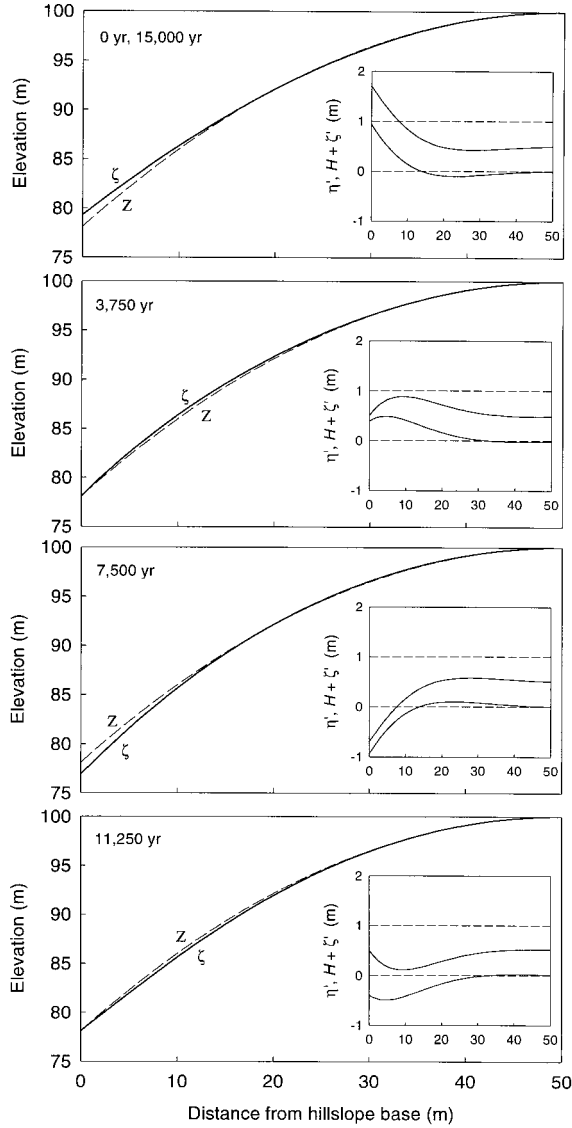 100
0 yr, 15,000 yr
95
90
85
80
75
Elevation (m)
ζ
Z
2
1
0
-1
0 10 20 30 40 50
η', H + ζ' (m)
100
3,750 yr
95
90
85
80
75
Elevation (m)
ζ
Z
2
1
0
-1
0 10 20 30 40 50
η', H + ζ' (m)
100
7,500 yr
95
90
85
80
75
Elevation (m)
Z
ζ
2
1
0
-1
0 10 20 30 40 50
η', H + ζ' (m)
100
11,250 yr
95
90
85
80
75
Elevation (m)
Z
ζ
2
1
0
-1
0 10 20 30 40 50
η', H + ζ' (m)
0 10 20 30 40 50
Distance from hillslope base (m)